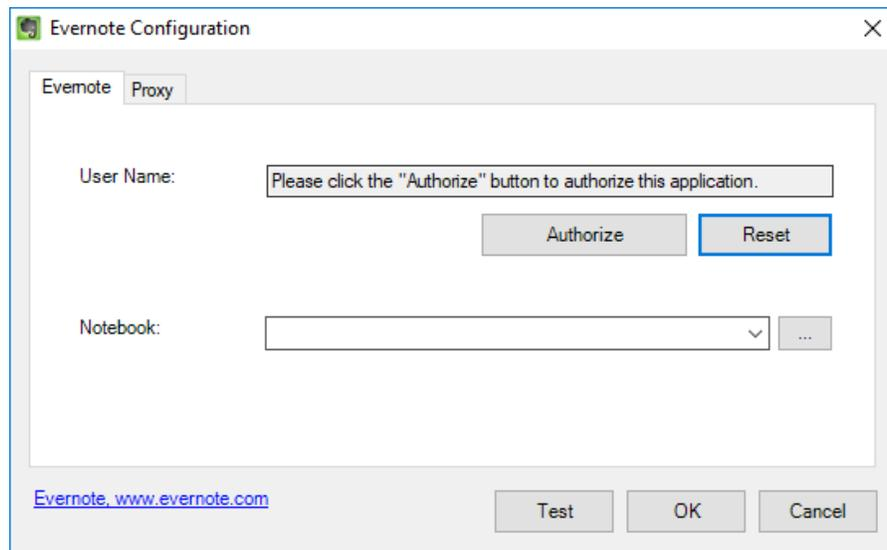 Evernote Configuration
Evernote Proxy
User Name: Please click the "Authorize" button to authorize this application.
Authorize Reset
Notebook: ...
Evernote, www.evernote.com
Test OK Cancel